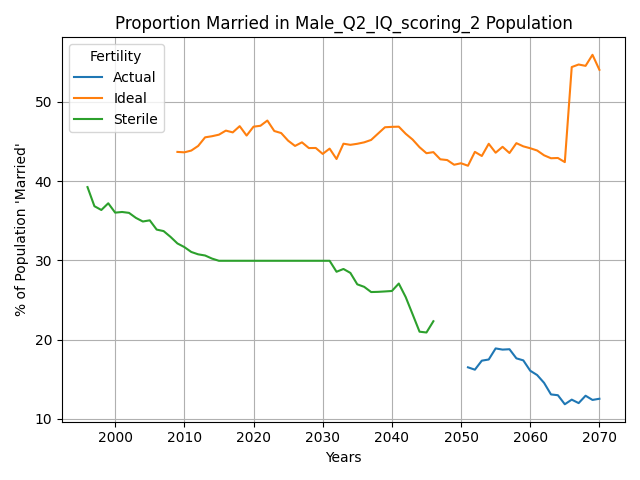 Proportion Married in Male_Q2_IQ_scoring_2 Population
Fertility
Actual
Ideal
Sterile
% of Population 'Married'
50
40
30
20
10
2000 2010 2020 2030 2040 2050 2060 2070
Years